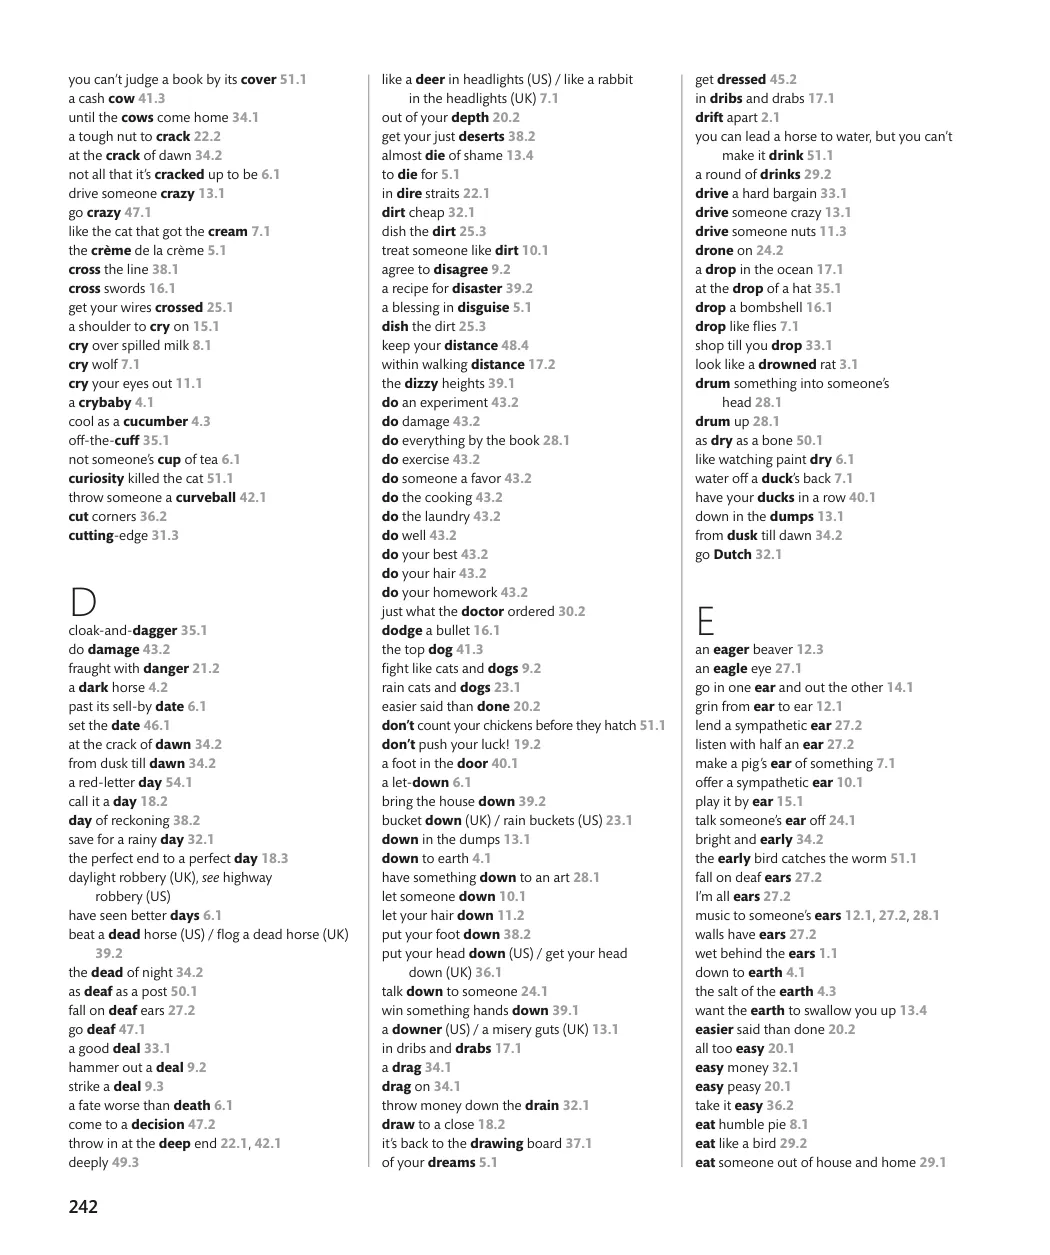 you can’t judge a book by its cover 51.1
a cash cow 41.3
until the cows come home 34.1
a tough nut to crack 22.2
at the crack of dawn 34.2
not all that it’s cracked up to be 6.1
drive someone crazy 13.1
go crazy 47.1
like the cat that got the cream 7.1
the crème de la crème 5.1
cross the line 38.1
cross swords 16.1
get your wires crossed 25.1
a shoulder to cry on 15.1
cry over spilled milk 8.1
cry wolf 7.1
cry your eyes out 11.1
a crybaby 4.1
cool as a cucumber 4.3
off-the-cuff 35.1
not someone’s cup of tea 6.1
curiosity killed the cat 51.1
throw someone a curveball 42.1
cut corners 36.2
cutting-edge 31.3
D
cloak-and-dagger 35.1
do damage 43.2
fraught with danger 21.2
a dark horse 4.2
past its sell-by date 6.1
set the date 46.1
at the crack of dawn 34.2
from dusk till dawn 34.2
a red-letter day 54.1
call it a day 18.2
day of reckoning 38.2
save for a rainy day 32.1
the perfect end to a perfect day 18.3
daylight robbery (UK), see highway
robbery (US)
have seen better days 6.1
beat a dead horse (US) / flog a dead horse (UK)
39.2
the dead of night 34.2
as deaf as a post 50.1
fall on deaf ears 27.2
go deaf 47.1
a good deal 33.1
hammer out a deal 9.2
strike a deal 9.3
a fate worse than death 6.1
come to a decision 47.2
throw in at the deep end 22.1, 42.1
deeply 49.3
like a deer in headlights (US) / like a rabbit
in the headlights (UK) 7.1
out of your depth 20.2
get your just deserts 38.2
almost die of shame 13.4
to die for 5.1
in dire straits 22.1
dirt cheap 32.1
dish the dirt 25.3
treat someone like dirt 10.1
agree to disagree 9.2
a recipe for disaster 39.2
a blessing in disguise 5.1
dish the dirt 25.3
keep your distance 48.4
within walking distance 17.2
the dizzy heights 39.1
do an experiment 43.2
do damage 43.2
do everything by the book 28.1
do exercise 43.2
do someone a favor 43.2
do the cooking 43.2
do the laundry 43.2
do well 43.2
do your best 43.2
do your hair 43.2
do your homework 43.2
just what the doctor ordered 30.2
dodge a bullet 16.1
the top dog 41.3
fight like cats and dogs 9.2
rain cats and dogs 23.1
easier said than done 20.2
don’t count your chickens before they hatch 51.1
don’t push your luck! 19.2
a foot in the door 40.1
a let-down 6.1
bring the house down 39.2
bucket down (UK) / rain buckets (US) 23.1
down in the dumps 13.1
down to earth 4.1
have something down to an art 28.1
let someone down 10.1
let your hair down 11.2
put your foot down 38.2
put your head down (US) / get your head
down (UK) 36.1
talk down to someone 24.1
win something hands down 39.1
a downer (US) / a misery guts (UK) 13.1
in dribs and drabs 17.1
a drag 34.1
drag on 34.1
throw money down the drain 32.1
draw to a close 18.2
it’s back to the drawing board 37.1
of your dreams 5.1
get dressed 45.2
in dribs and drabs 17.1
drift apart 2.1
you can lead a horse to water, but you can’t
make it drink 51.1
a round of drinks 29.2
drive a hard bargain 33.1
drive someone crazy 13.1
drive someone nuts 11.3
drone on 24.2
a drop in the ocean 17.1
at the drop of a hat 35.1
drop a bombshell 16.1
drop like flies 7.1
shop till you drop 33.1
look like a drowned rat 3.1
drum something into someone’s
head 28.1
drum up 28.1
as dry as a bone 50.1
like watching paint dry 6.1
water off a duck’s back 7.1
have your ducks in a row 40.1
down in the dumps 13.1
from dusk till dawn 34.2
go Dutch 32.1
E
an eager beaver 12.3
an eagle eye 27.1
go in one ear and out the other 14.1
grin from ear to ear 12.1
lend a sympathetic ear 27.2
listen with half an ear 27.2
make a pig’s ear of something 7.1
offer a sympathetic ear 10.1
play it by ear 15.1
talk someone’s ear off 24.1
bright and early 34.2
the early bird catches the worm 51.1
fall on deaf ears 27.2
I’m all ears 27.2
music to someone’s ears 12.1, 27.2, 28.1
walls have ears 27.2
wet behind the ears 1.1
down to earth 4.1
the salt of the earth 4.3
want the earth to swallow you up 13.4
easier said than done 20.2
all too easy 20.1
easy money 32.1
easy peasy 20.1
take it easy 36.2
eat humble pie 8.1
eat like a bird 29.2
eat someone out of house and home 29.1
242